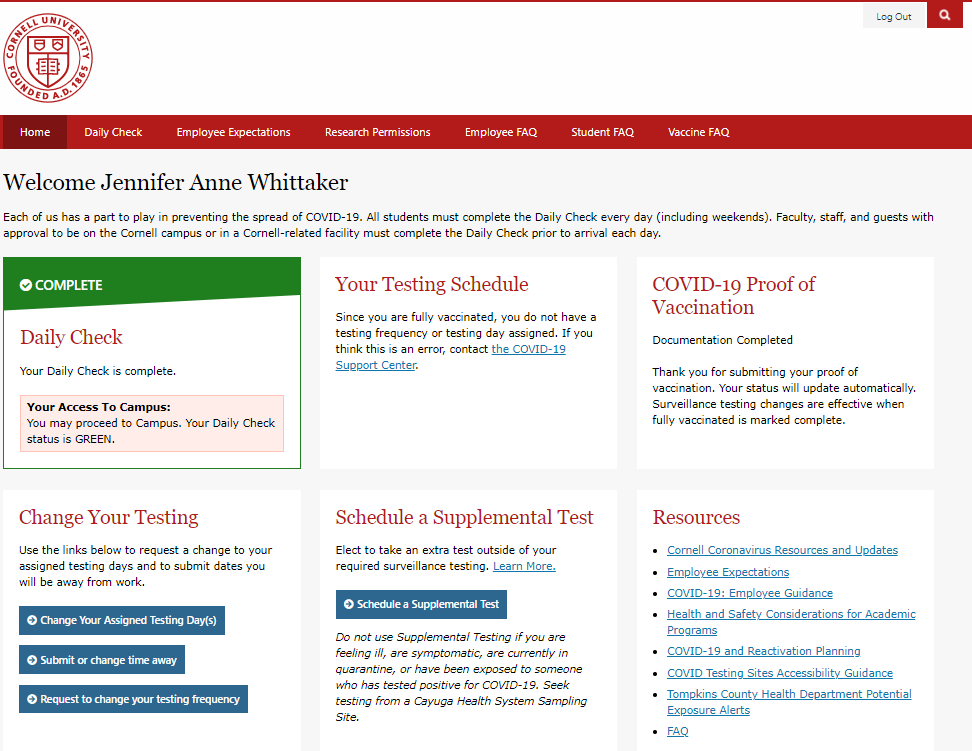 CORNELL UNIVERSITY
FOUNDED A.D. 1865
Log Out
Home
Daily Check
Employee Expectations
Research Permissions
Employee FAQ
Student FAQ
Vaccine FAQ
Welcome Jennifer Anne Whittaker
Each of us has a part to play in preventing the spread of COVID-19. All students must complete the Daily Check every day (including weekends). Faculty, staff, and guests with
approval to be on the Cornell campus or in a Cornell-related facility must complete the Daily Check prior to arrival each day.
COMPLETE
Daily Check
Your Daily Check is complete.
Your Access To Campus:
You may proceed to Campus. Your Daily Check
status is GREEN.
Your Testing Schedule
Since you are fully vaccinated, you do not have a
testing frequency or testing day assigned. If you
think this is an error, contact the COVID-19
Support Center.
COVID-19 Proof of
Vaccination
Documentation Completed
Thank you for submitting your proof of
vaccination. Your status will update automatically.
Surveillance testing changes are effective when
fully vaccinated is marked complete.
Change Your Testing
Use the links below to request a change to your
assigned testing days and to submit dates you
will be away from work.
Change Your Assigned Testing Day(s)
Submit or change time away
Request to change your testing frequency
Schedule a Supplemental Test
Elect to take an extra test outside of your
required surveillance testing. Learn More.
Schedule a Supplemental Test
Do not use Supplemental Testing if you are
feeling ill, are symptomatic, are currently in
quarantine, or have been exposed to someone
who has tested positive for COVID-19. Seek
testing from a Cayuga Health System Sampling
Site.
Resources
Cornell Coronavirus Resources and Updates
Employee Expectations
COVID-19: Employee Guidance
Health and Safety Considerations for Academic
Programs
COVID-19 and Reactivation Planning
COVID Testing Sites Accessibility Guidance
Tompkins County Health Department Potential
Exposure Alerts
FAQ